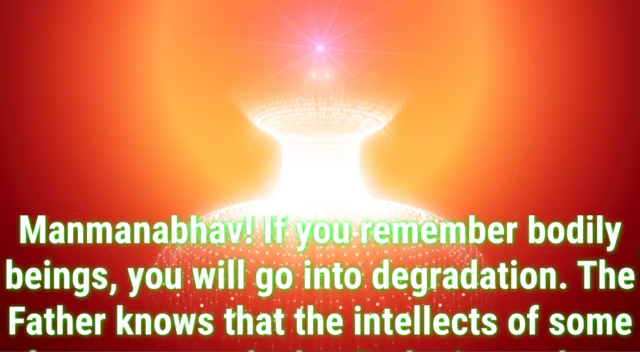 Manmanabhav! If you remember bodily
beings, you will go into degradation. The
Father knows that the intellects of some